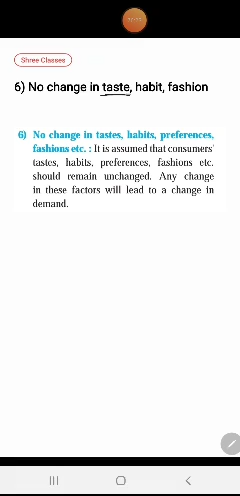 Shree Classes
6) No change in taste, habit, fashion
6) No change in tastes, habits, preferences,
fashions etc. : It is assumed that consumers'
tastes, habits, preferences, fashions etc.
should remain unchanged. Any change
in these factors will lead to a change in
demand.